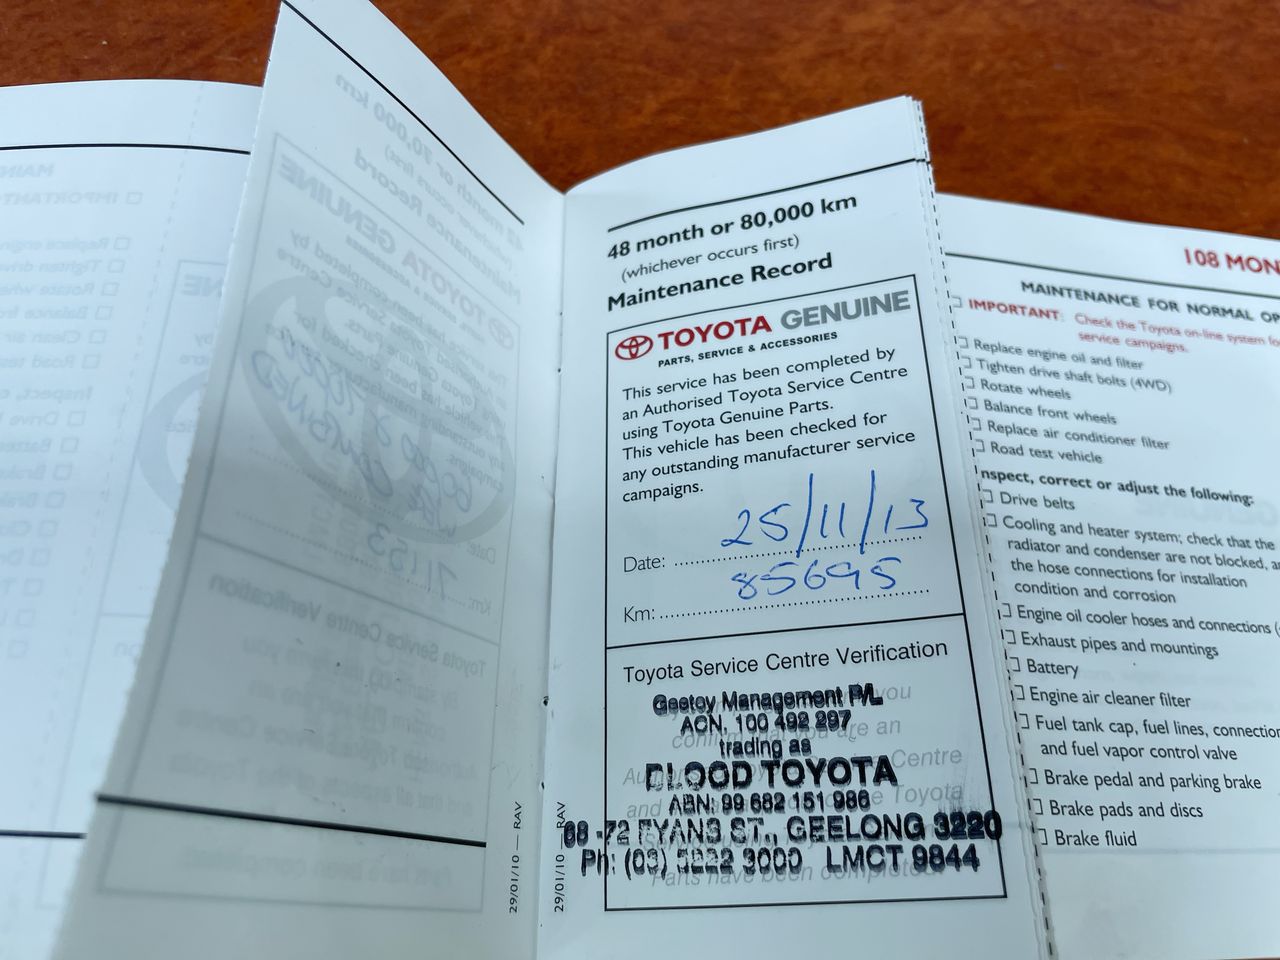 48 month or 80,000 km
(whichever occurs first)
Maintenance Record
TOYOTA GENUINE
PARTS, SERVICE & ACCESSORIES
This service has been completed by
an Authorised Toyota Service Centre
using Toyota Genuine Parts.
This vehicle has been checked for
any outstanding manufacturer service
campaigns.
Date: 25/11/13
Km: 85695
Toyota Service Centre Verification
Geetoy Management P/L
ACN. 100 492 297
trading as
BLOOD TOYOTA
ABN: 99 682 151 986
68 -72 RYANS ST., GEELONG 3220
Ph: (03) 5222 3000 LMCT 9844
29/01/10 — RAV
29/01/10 — RAV
108 MON
MAINTENANCE FOR NORMAL OP
IMPORTANT: Check the Toyota on-line system fo
service campaigns.
Replace engine oil and filter
Tighten drive shaft bolts (4WD)
Rotate wheels
Balance front wheels
Replace air conditioner filter
Road test vehicle
nspect, correct or adjust the following:
Drive belts
Cooling and heater system; check that the
radiator and condenser are not blocked, a
the hose connections for installation
condition and corrosion
Engine oil cooler hoses and connections (
Exhaust pipes and mountings
Battery
Engine air cleaner filter
Fuel tank cap, fuel lines, connection
and fuel vapor control valve
Brake pedal and parking brake
Brake pads and discs
Brake fluid